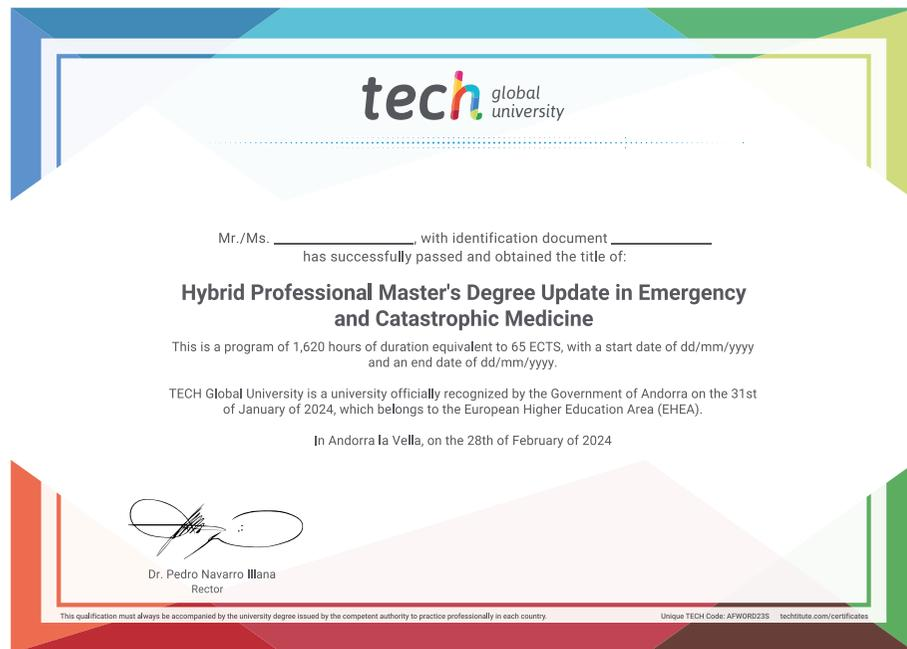 tech global
university
Mr./Ms. ______________, with identification document __________
has successfully passed and obtained the title of:
Hybrid Professional Master's Degree Update in Emergency
and Catastrophic Medicine
This is a program of 1,620 hours of duration equivalent to 65 ECTS, with a start date of dd/mm/yyyy
and an end date of dd/mm/yyyy.
TECH Global University is a university officially recognized by the Government of Andorra on the 31st
of January of 2024, which belongs to the European Higher Education Area (EHEA).
In Andorra la Vella, on the 28th of February of 2024
Dr. Pedro Navarro Illana
Rector
This qualification must always be accompanied by the university degree issued by the competent authority to practice professionally in each country. Unique TECH Code: AFWORD23S techtitute.com/certificates